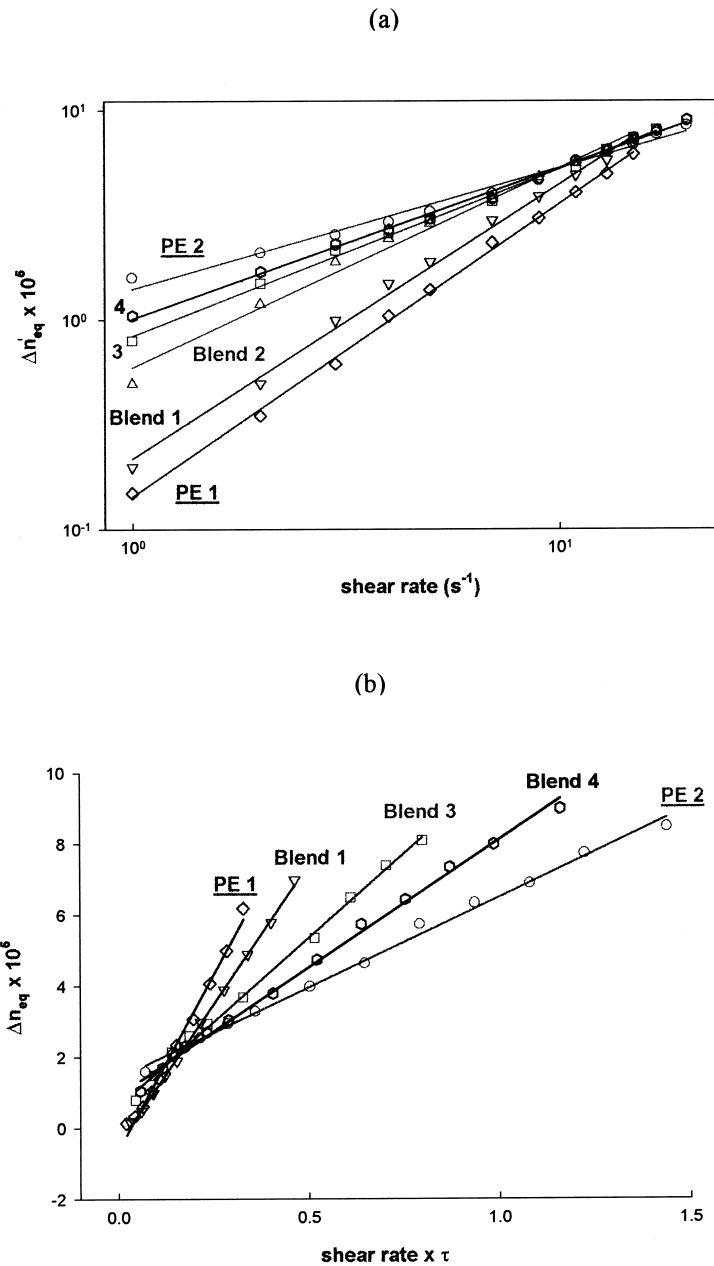 (a)
10¹
PE 2
4
10⁰
3
Blend 2
Blend 1
PE 1
10⁻¹
10⁰
10¹
Δn'eq x 10⁵
shear rate (s⁻¹)
(b)
10
Blend 4
PE 2
Blend 3
8
Blend 1
PE 1
6
4
2
0
-2
0.0
0.5
1.0
1.5
Δneq x 10⁵
shear rate x τ